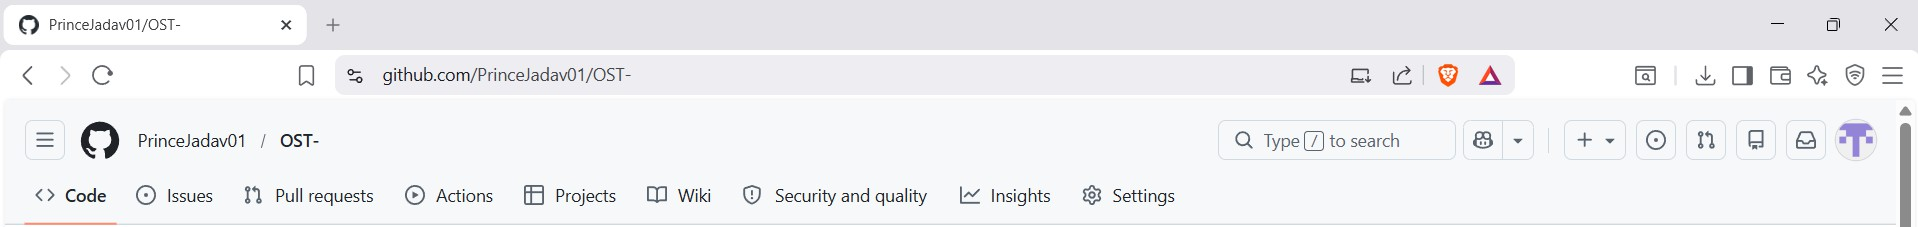 PrinceJadav01/OST-
github.com/PrinceJadav01/OST-
PrinceJadav01 / OST-
Type / to search
Code Issues Pull requests Actions Projects Wiki Security and quality Insights Settings